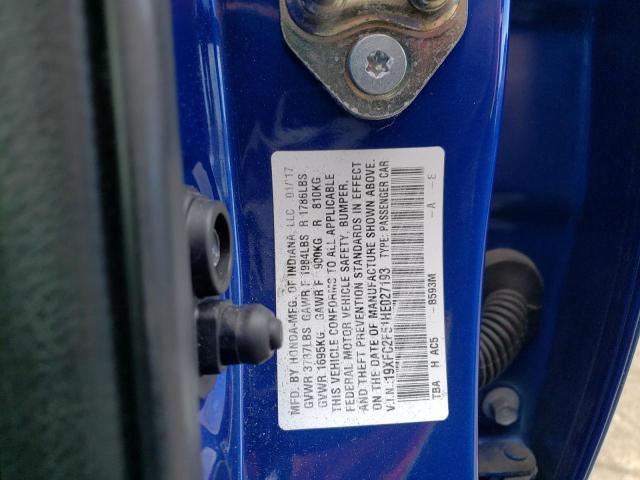 MFD. BY HONDA-MFG. OF INDIANA, LLC 01/17
GVWR 3737LBS GAWR F 1984LBS R 1786LBS
GVWR 1695KG GAWR F 900KG R 810KG
THIS VEHICLE CONFORMS TO ALL APPLICABLE
FEDERAL MOTOR VEHICLE SAFETY, BUMPER,
AND THEFT PREVENTION STANDARDS IN EFFECT
ON THE DATE OF MANUFACTURE SHOWN ABOVE.
V.I.N.:19XFC2F51HE027193 TYPE: PASSENGER CAR
TBA H AC5 - B593M -A -E